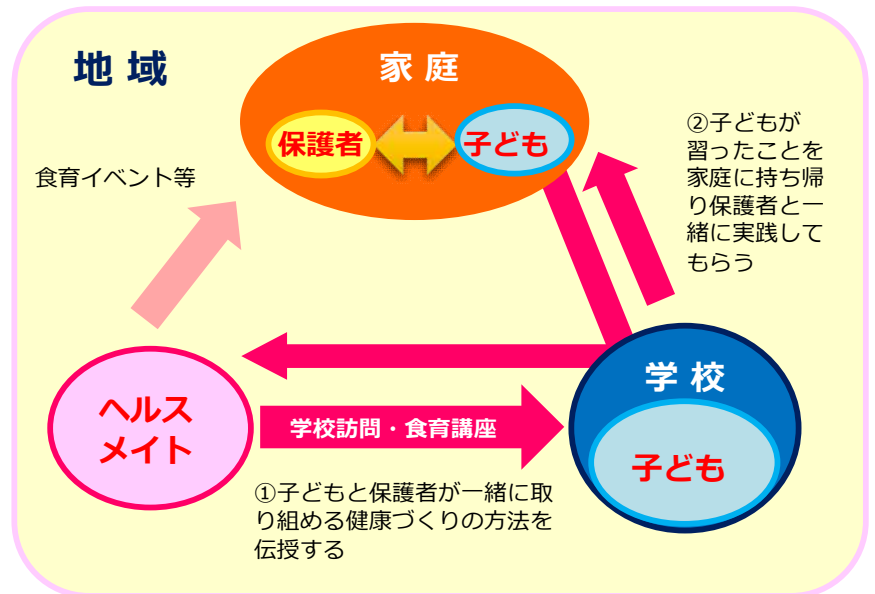 地 域
家 庭
保護者
子ども
食育イベント等
②子どもが
習ったことを
家庭に持ち帰
り保護者と一
緒に実践して
もらう
ヘルス
メイト
学校訪問・食育講座
学 校
子ども
①子どもと保護者が一緒に取
り組める健康づくりの方法を
伝授する